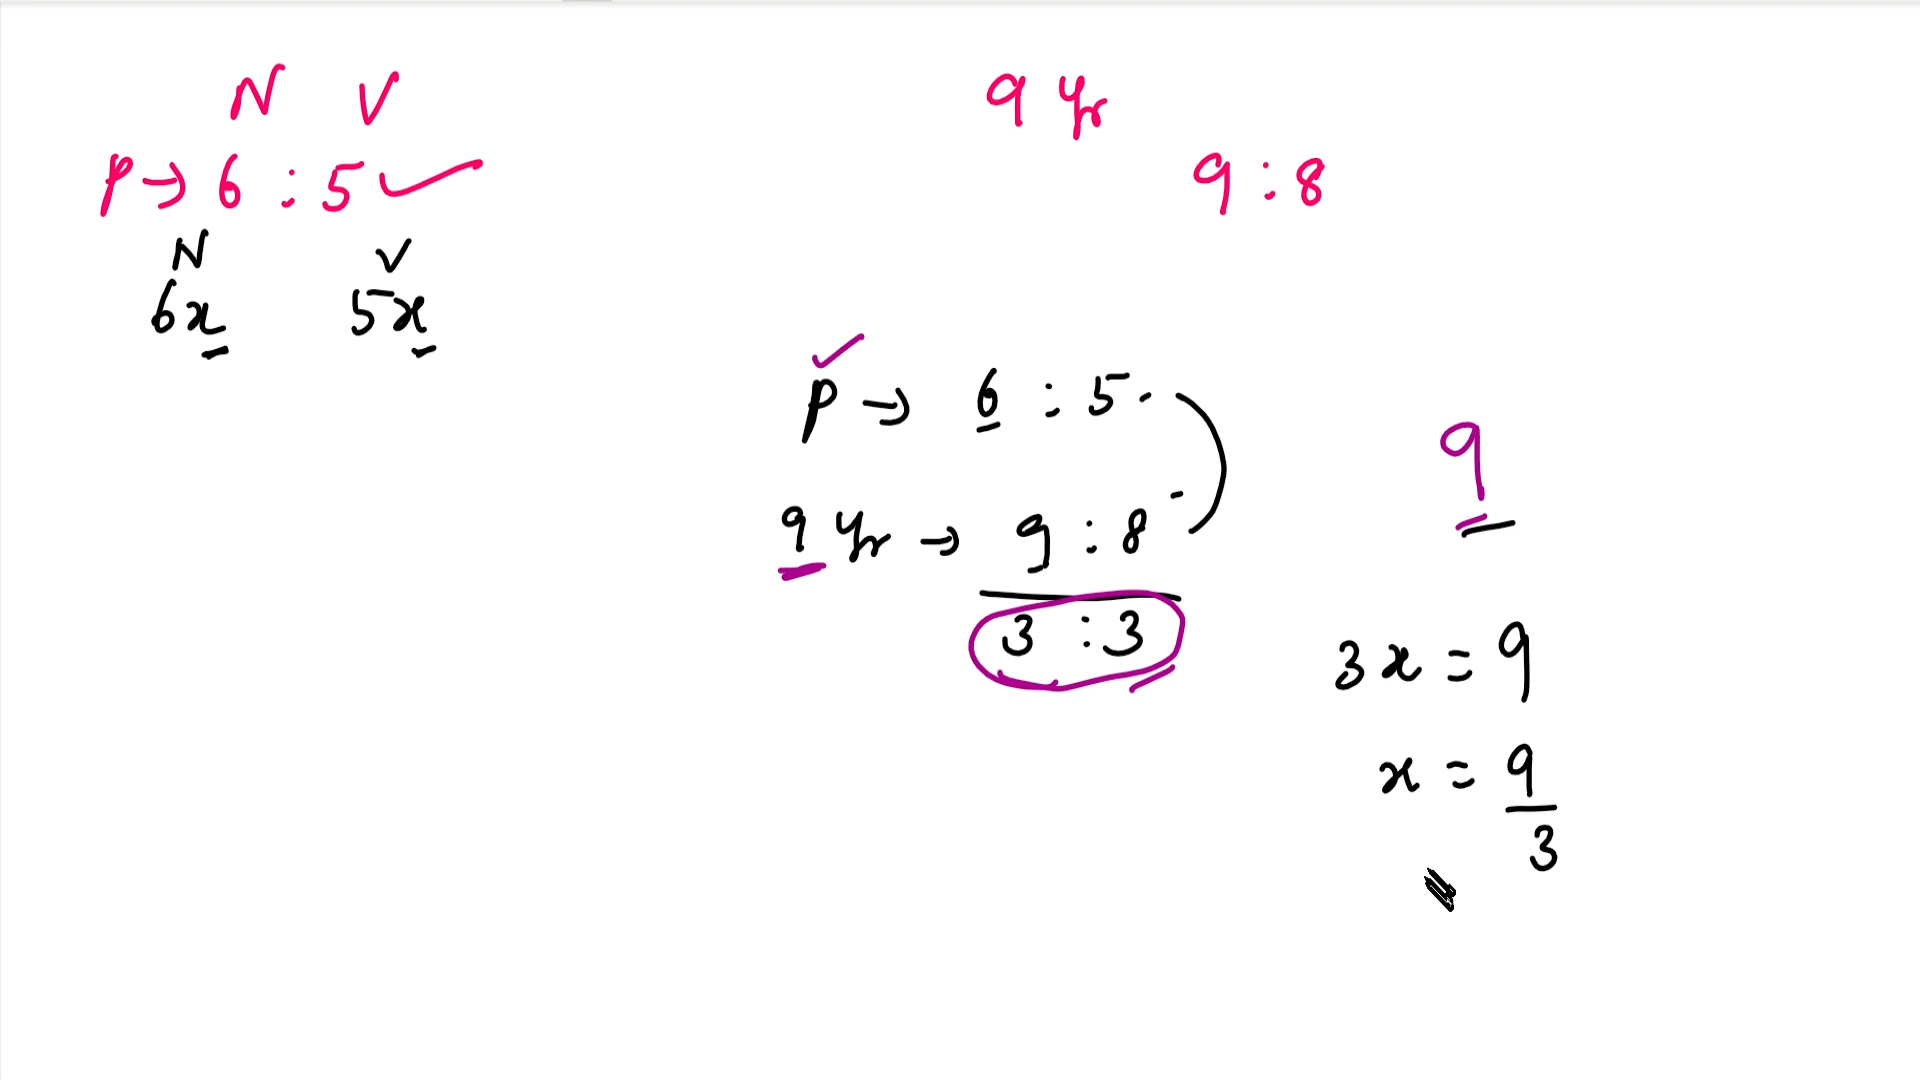 N V
P → 6 : 5
N V
6x 5x
9 Yr
9 : 8
P → 6 : 5
9 Yr → 9 : 8
3 : 3
9
3x = 9
x = 9
3